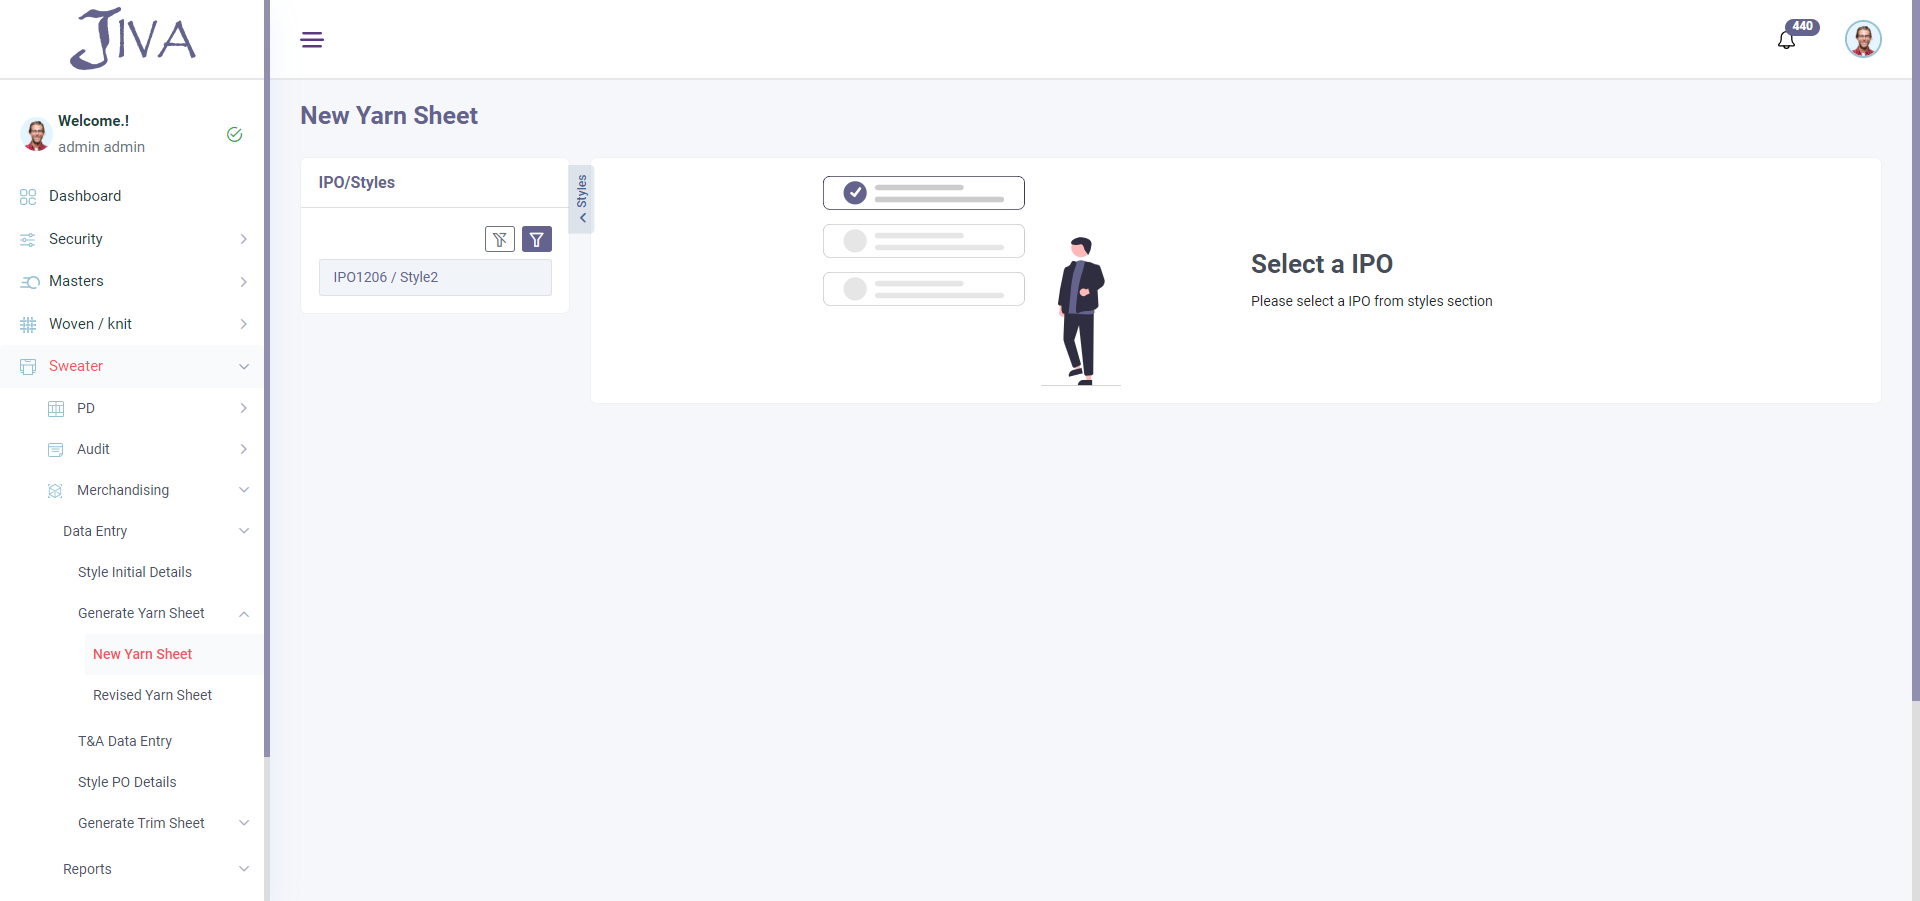 JIVA
440
Welcome.!
admin admin
Dashboard
Security
Masters
Woven / knit
Sweater
PD
Audit
Merchandising
Data Entry
Style Initial Details
Generate Yarn Sheet
New Yarn Sheet
Revised Yarn Sheet
T&A Data Entry
Style PO Details
Generate Trim Sheet
Reports
New Yarn Sheet
IPO/Styles
IPO1206 / Style2
Styles
Select a IPO
Please select a IPO from styles section